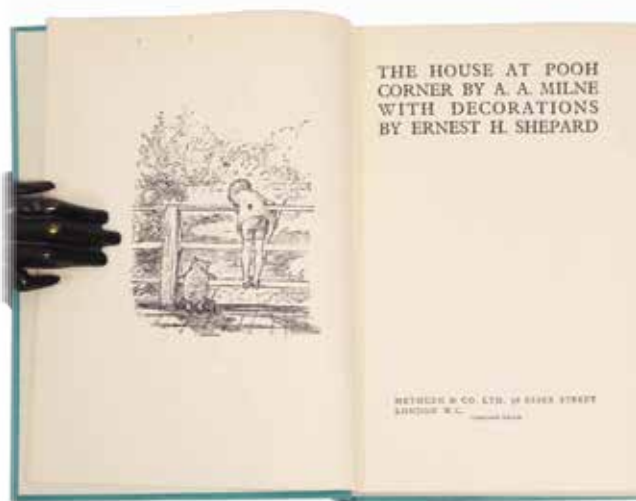 THE HOUSE AT POOH
CORNER BY A. A. MILNE
WITH DECORATIONS
BY ERNEST H. SHEPARD
METHUEN & CO. LTD. 36 ESSEX STREET
LONDON W.C.